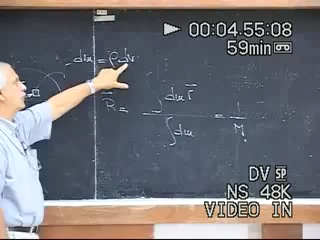 ▶ 00:04.55:08
59min
dm = ρ dv
R⃗ = ∫dm r⃗ / ∫dm = 1 / M
DV SP
NS 48K
VIDEO IN